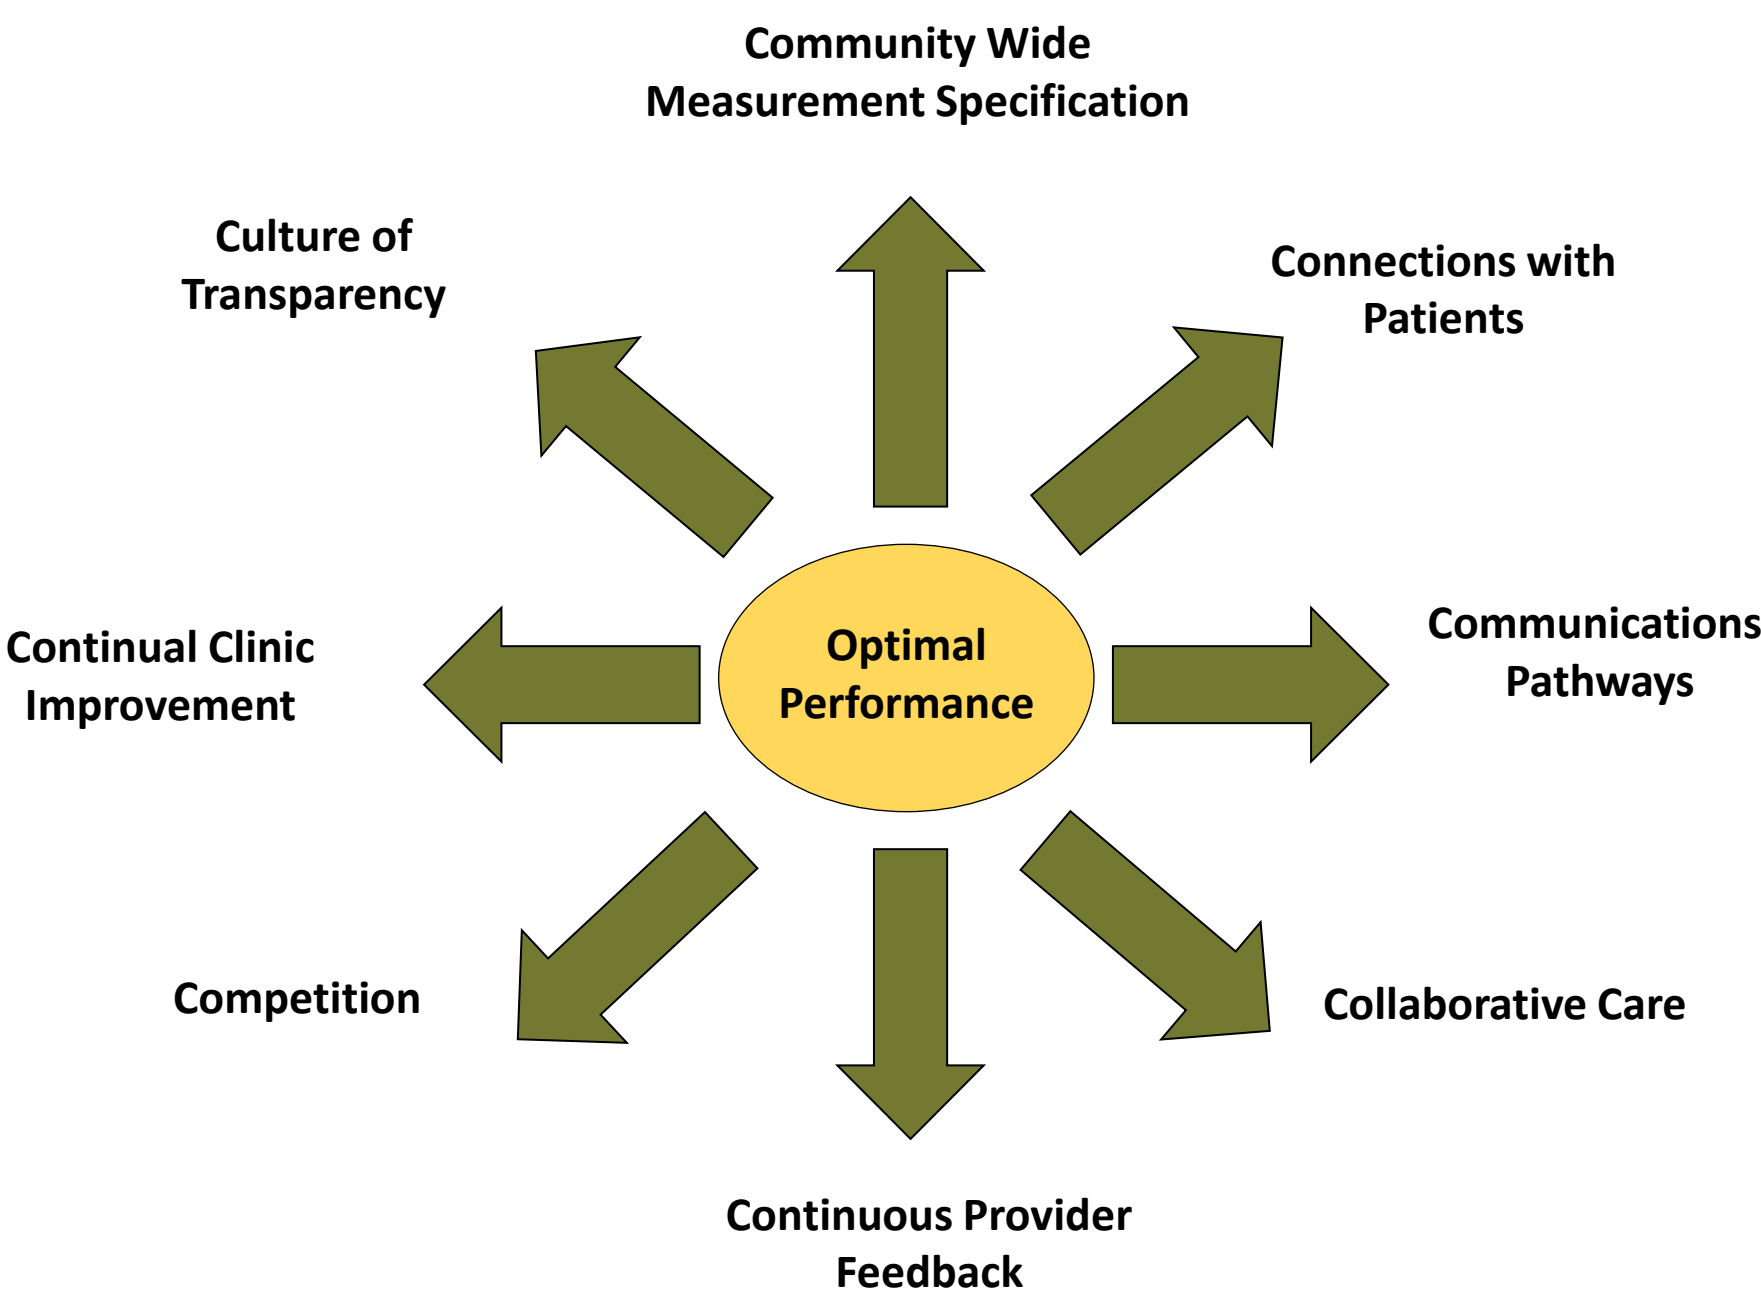 Community Wide
Measurement Specification
Culture of
Transparency
Connections with
Patients
Continual Clinic
Improvement
Optimal
Performance
Communications
Pathways
Competition
Collaborative Care
Continuous Provider
Feedback